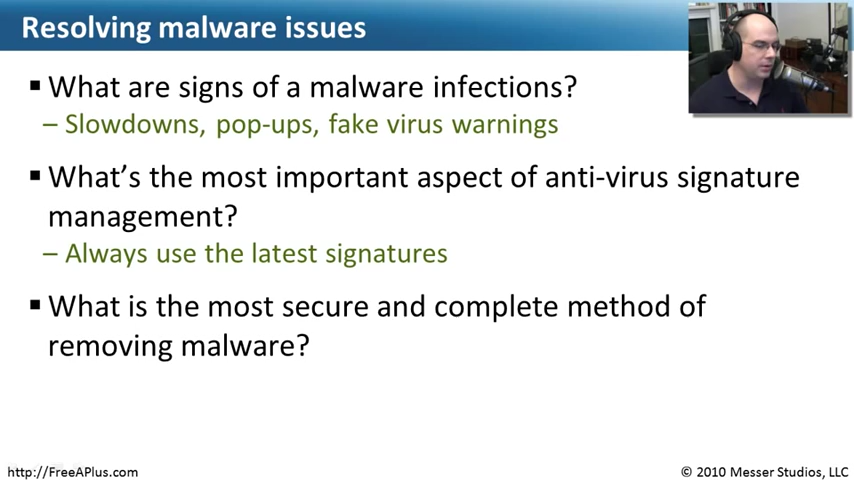 Resolving malware issues
▪ What are signs of a malware infections?
– Slowdowns, pop-ups, fake virus warnings
▪ What's the most important aspect of anti-virus signature
management?
– Always use the latest signatures
▪ What is the most secure and complete method of
removing malware?
http://FreeAPlus.com
© 2010 Messer Studios, LLC